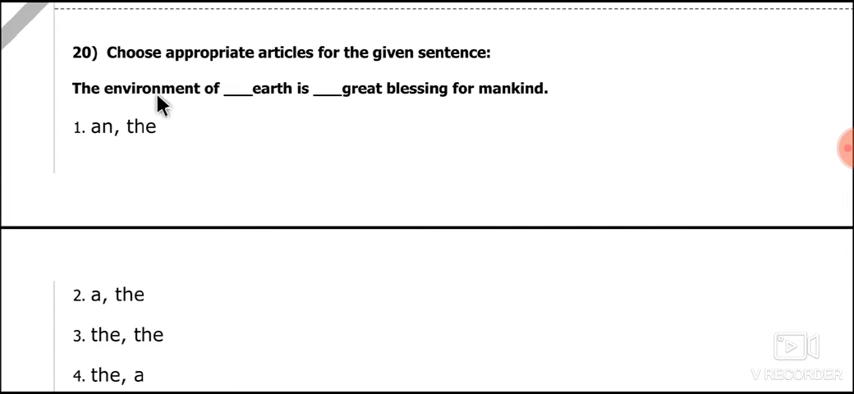 20) Choose appropriate articles for the given sentence:
The environment of ___earth is ___great blessing for mankind.
1. an, the
2. a, the
3. the, the
4. the, a
V RECORDER